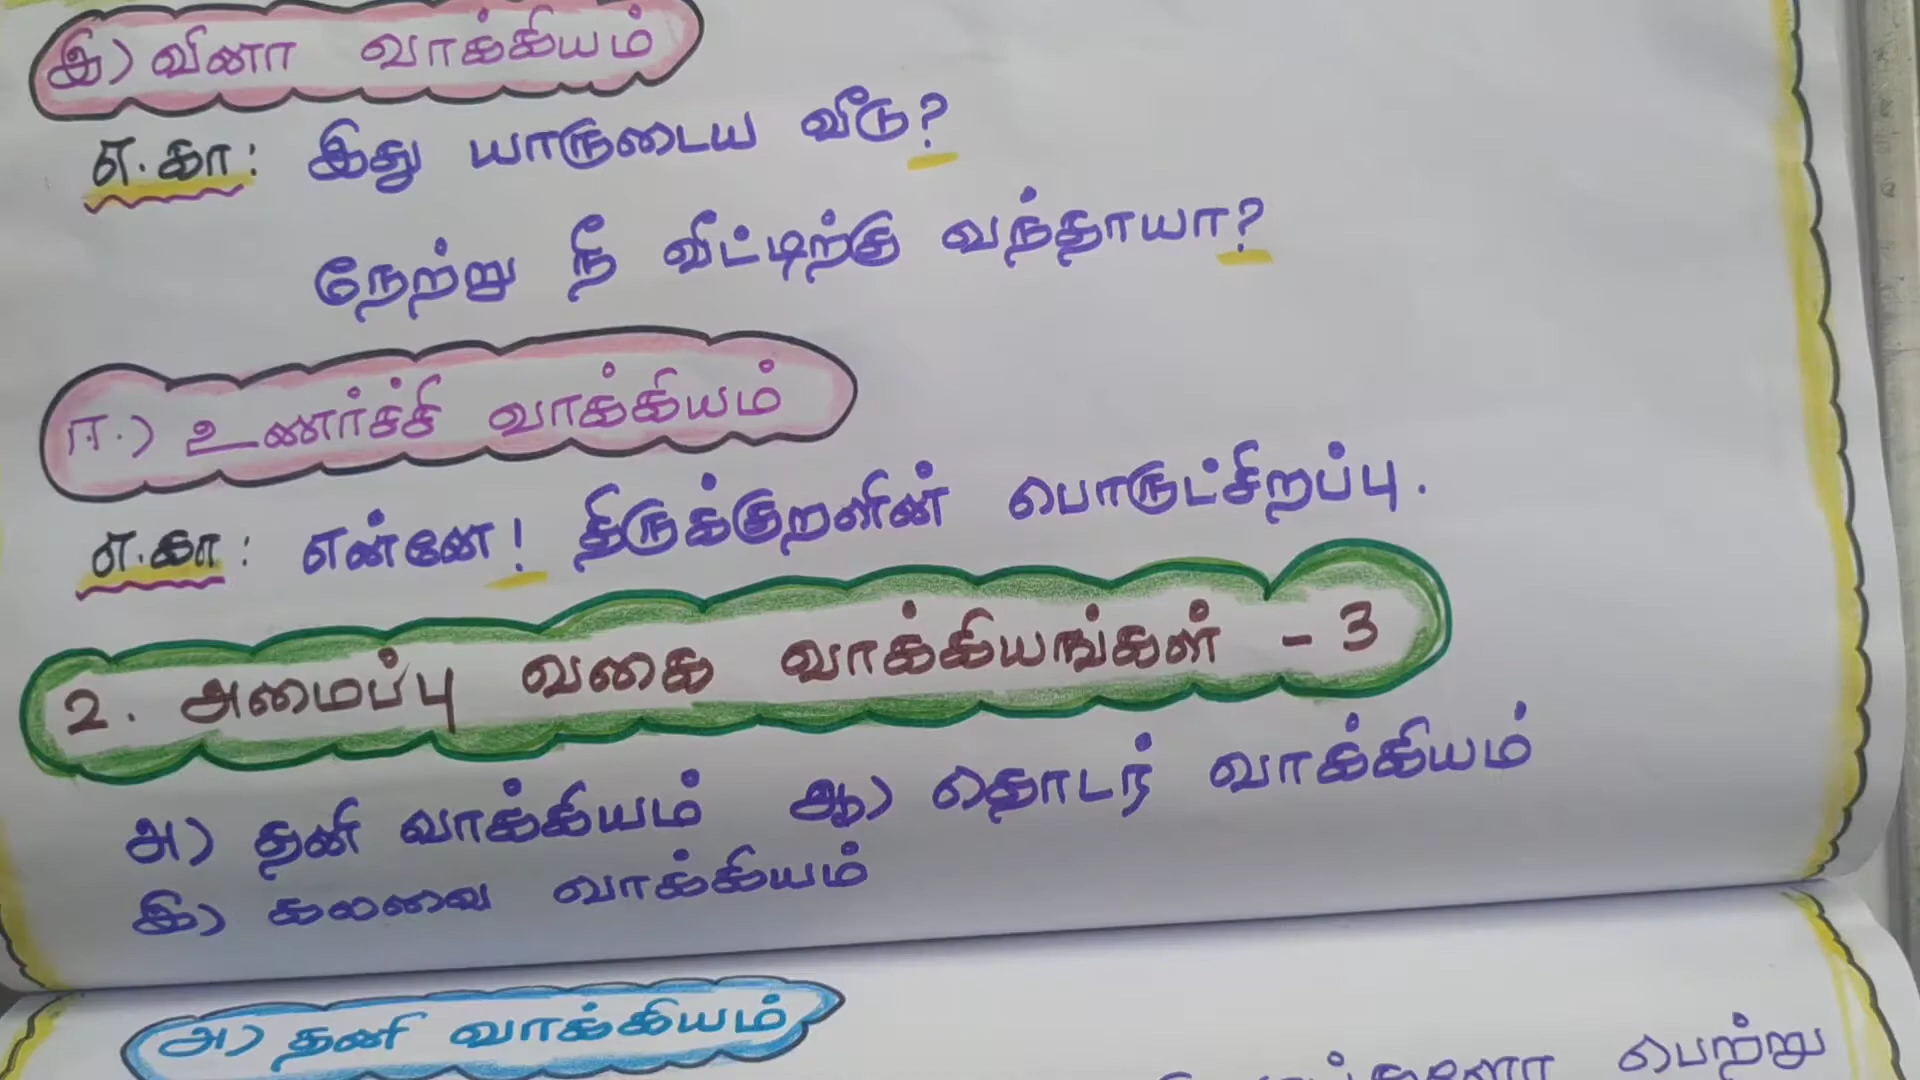 இ) வினா வாக்கியம்
எ.கா: இது யாருடைய வீடு?
நேற்று நீ வீட்டிற்கு வந்தாயா?
ஈ.) உணர்ச்சி வாக்கியம்
எ.கா: என்னே! திருக்குறளின் பொருட்சிறப்பு.
2. அமைப்பு வகை வாக்கியங்கள் - 3
அ) தனி வாக்கியம் ஆ) தொடர் வாக்கியம்
இ) கலவை வாக்கியம்
அ) தனி வாக்கியம்
பெற்று